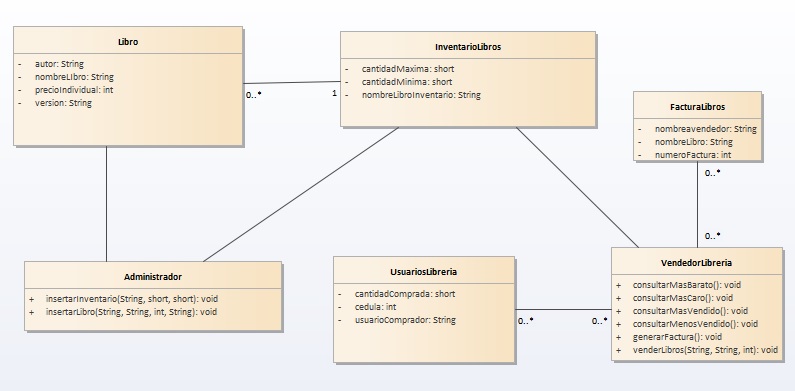 Libro
- autor: String
- nombreLIbro: String
- precioIndividual: int
- version: String
0..*
1
InventarioLibros
- cantidadMaxima: short
- cantidadMinima: short
- nombreLibroInventario: String
FacturaLibros
- nombreavendedor: String
- nombreLibro: String
- numeroFactura: int
0..*
0..*
Administrador
+ insertarInventario(String, short, short): void
+ insertarLibro(String, String, int, String): void
UsuariosLibreria
- cantidadComprada: short
- cedula: int
- usuarioComprador: String
0..*
0..*
VendedorLibreria
+ consultarMasBarato(): void
+ consultarMasCaro(): void
+ consultarMasVendido(): void
+ consultarMenosVendido(): void
+ generarFactura(): void
+ venderLibros(String, String, int): void